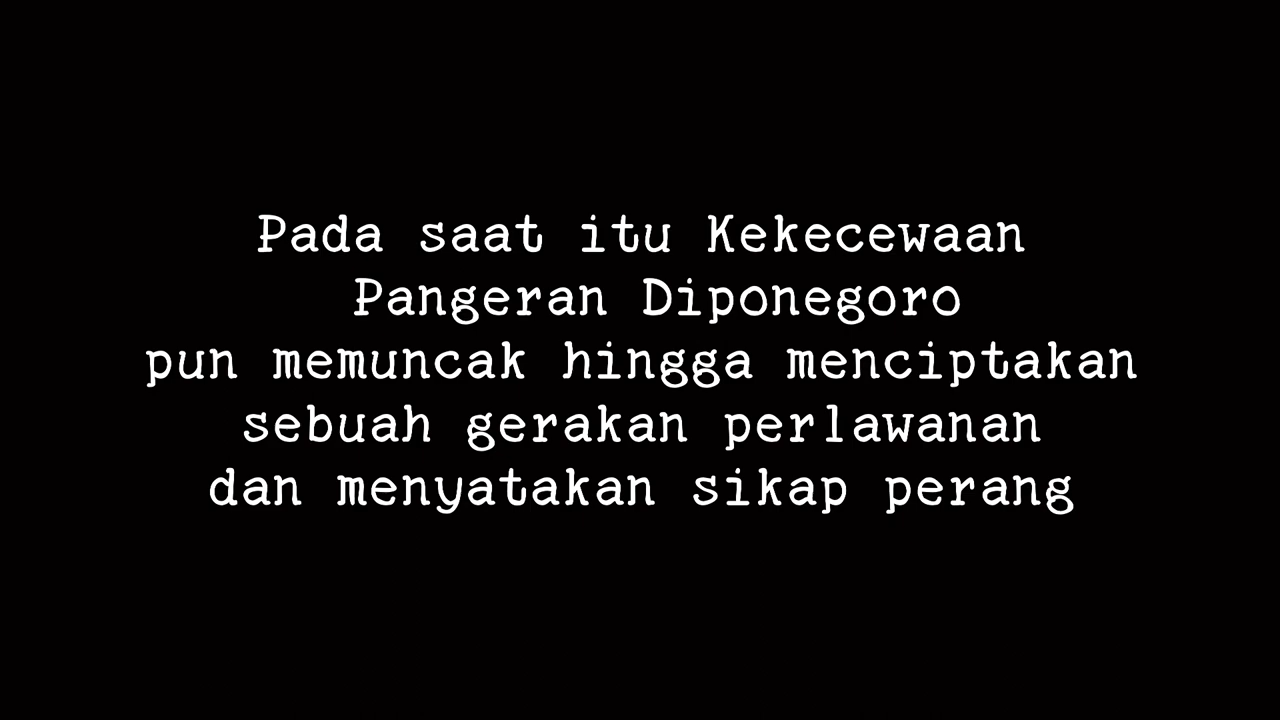 Pada saat itu Kekecewaan
Pangeran Diponegoro
pun memuncak hingga menciptakan
sebuah gerakan perlawanan
dan menyatakan sikap perang